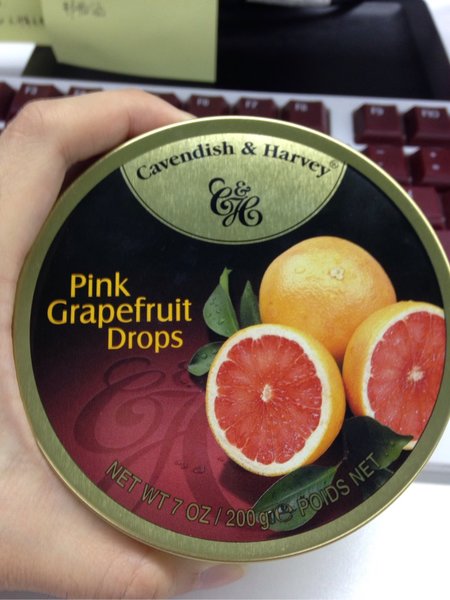 Cavendish & Harvey®
C&H
Pink
Grapefruit
Drops
NET WT 7 OZ / 200 g ℮ POIDS NET